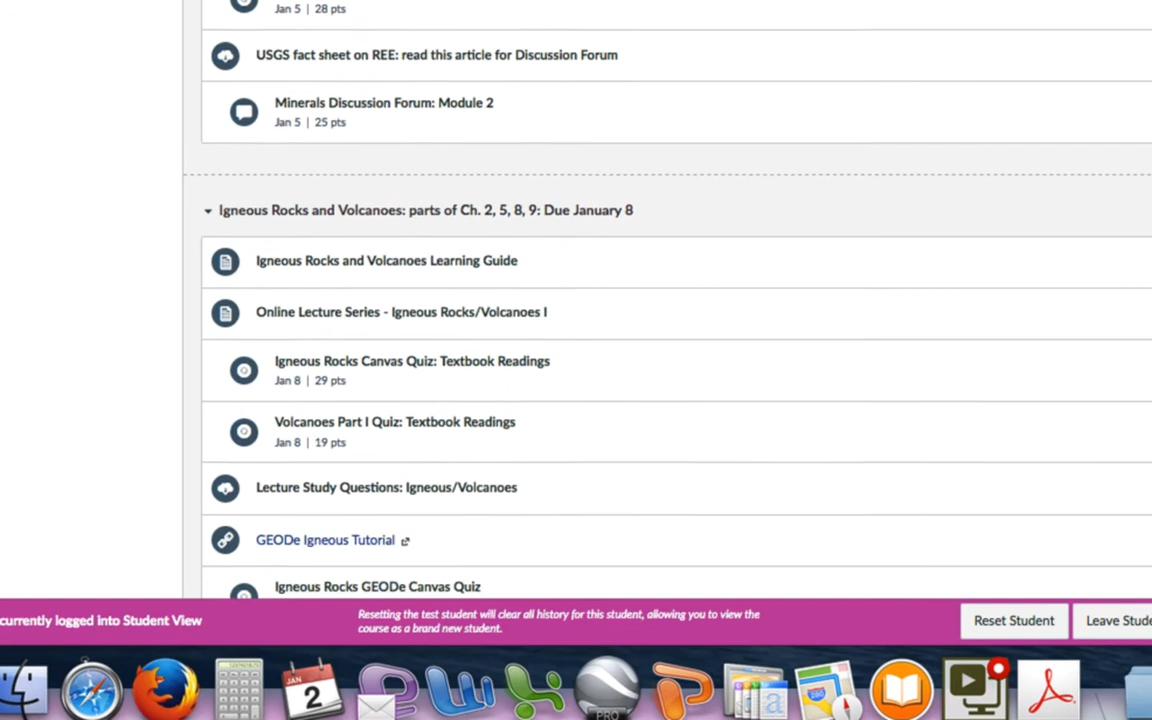 Jan 5 | 28 pts
USGS fact sheet on REE: read this article for Discussion Forum
Minerals Discussion Forum: Module 2
Jan 5 | 25 pts
Igneous Rocks and Volcanoes: parts of Ch. 2, 5, 8, 9: Due January 8
Igneous Rocks and Volcanoes Learning Guide
Online Lecture Series - Igneous Rocks/Volcanoes I
Igneous Rocks Canvas Quiz: Textbook Readings
Jan 8 | 29 pts
Volcanoes Part I Quiz: Textbook Readings
Jan 8 | 19 pts
Lecture Study Questions: Igneous/Volcanoes
GEODe Igneous Tutorial
Igneous Rocks GEODe Canvas Quiz
currently logged into Student View
Resetting the test student will clear all history for this student, allowing you to view the
course as a brand new student.
Reset Student
Leave Stude
JAN
2
PRO